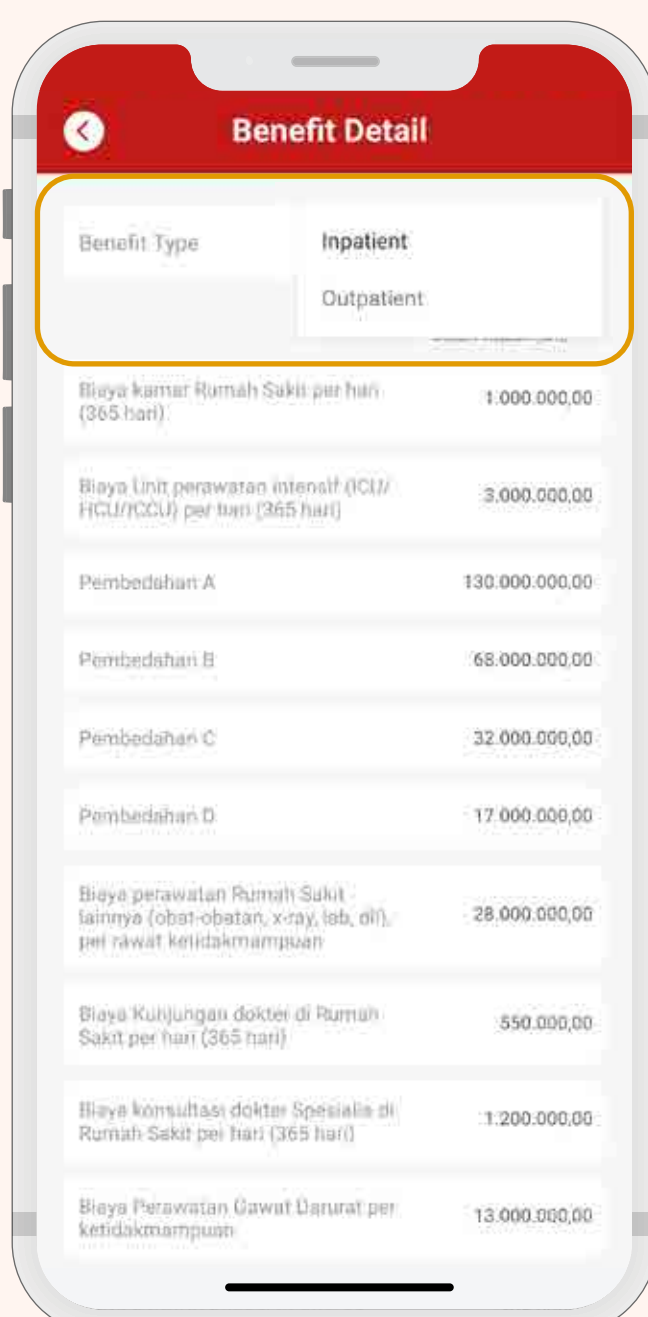 Benefit Detail
Benefit Type
Inpatient
Outpatient
Biaya kamar Rumah Sakit per hari
(365 hari)
1.000.000,00
Biaya Unit perawatan intensif (ICU/
HCU/ICCU) per hari (365 hari)
3.000.000,00
Pembedahan A
130.000.000,00
Pembedahan B
68.000.000,00
Pembedahan C
32.000.000,00
Pembedahan D
17.000.000,00
Biaya perawatan Rumah Sakit
lainnya (obat-obatan, x-ray, lab, dll),
per rawat ketidakmampuan
28.000.000,00
Biaya Kunjungan dokter di Rumah
Sakit per hari (365 hari)
550.000,00
Biaya konsultasi dokter Spesialis di
Rumah Sakit per hari (365 hari)
1.200.000,00
Biaya Perawatan Gawat Darurat per
ketidakmampuan
13.000.000,00